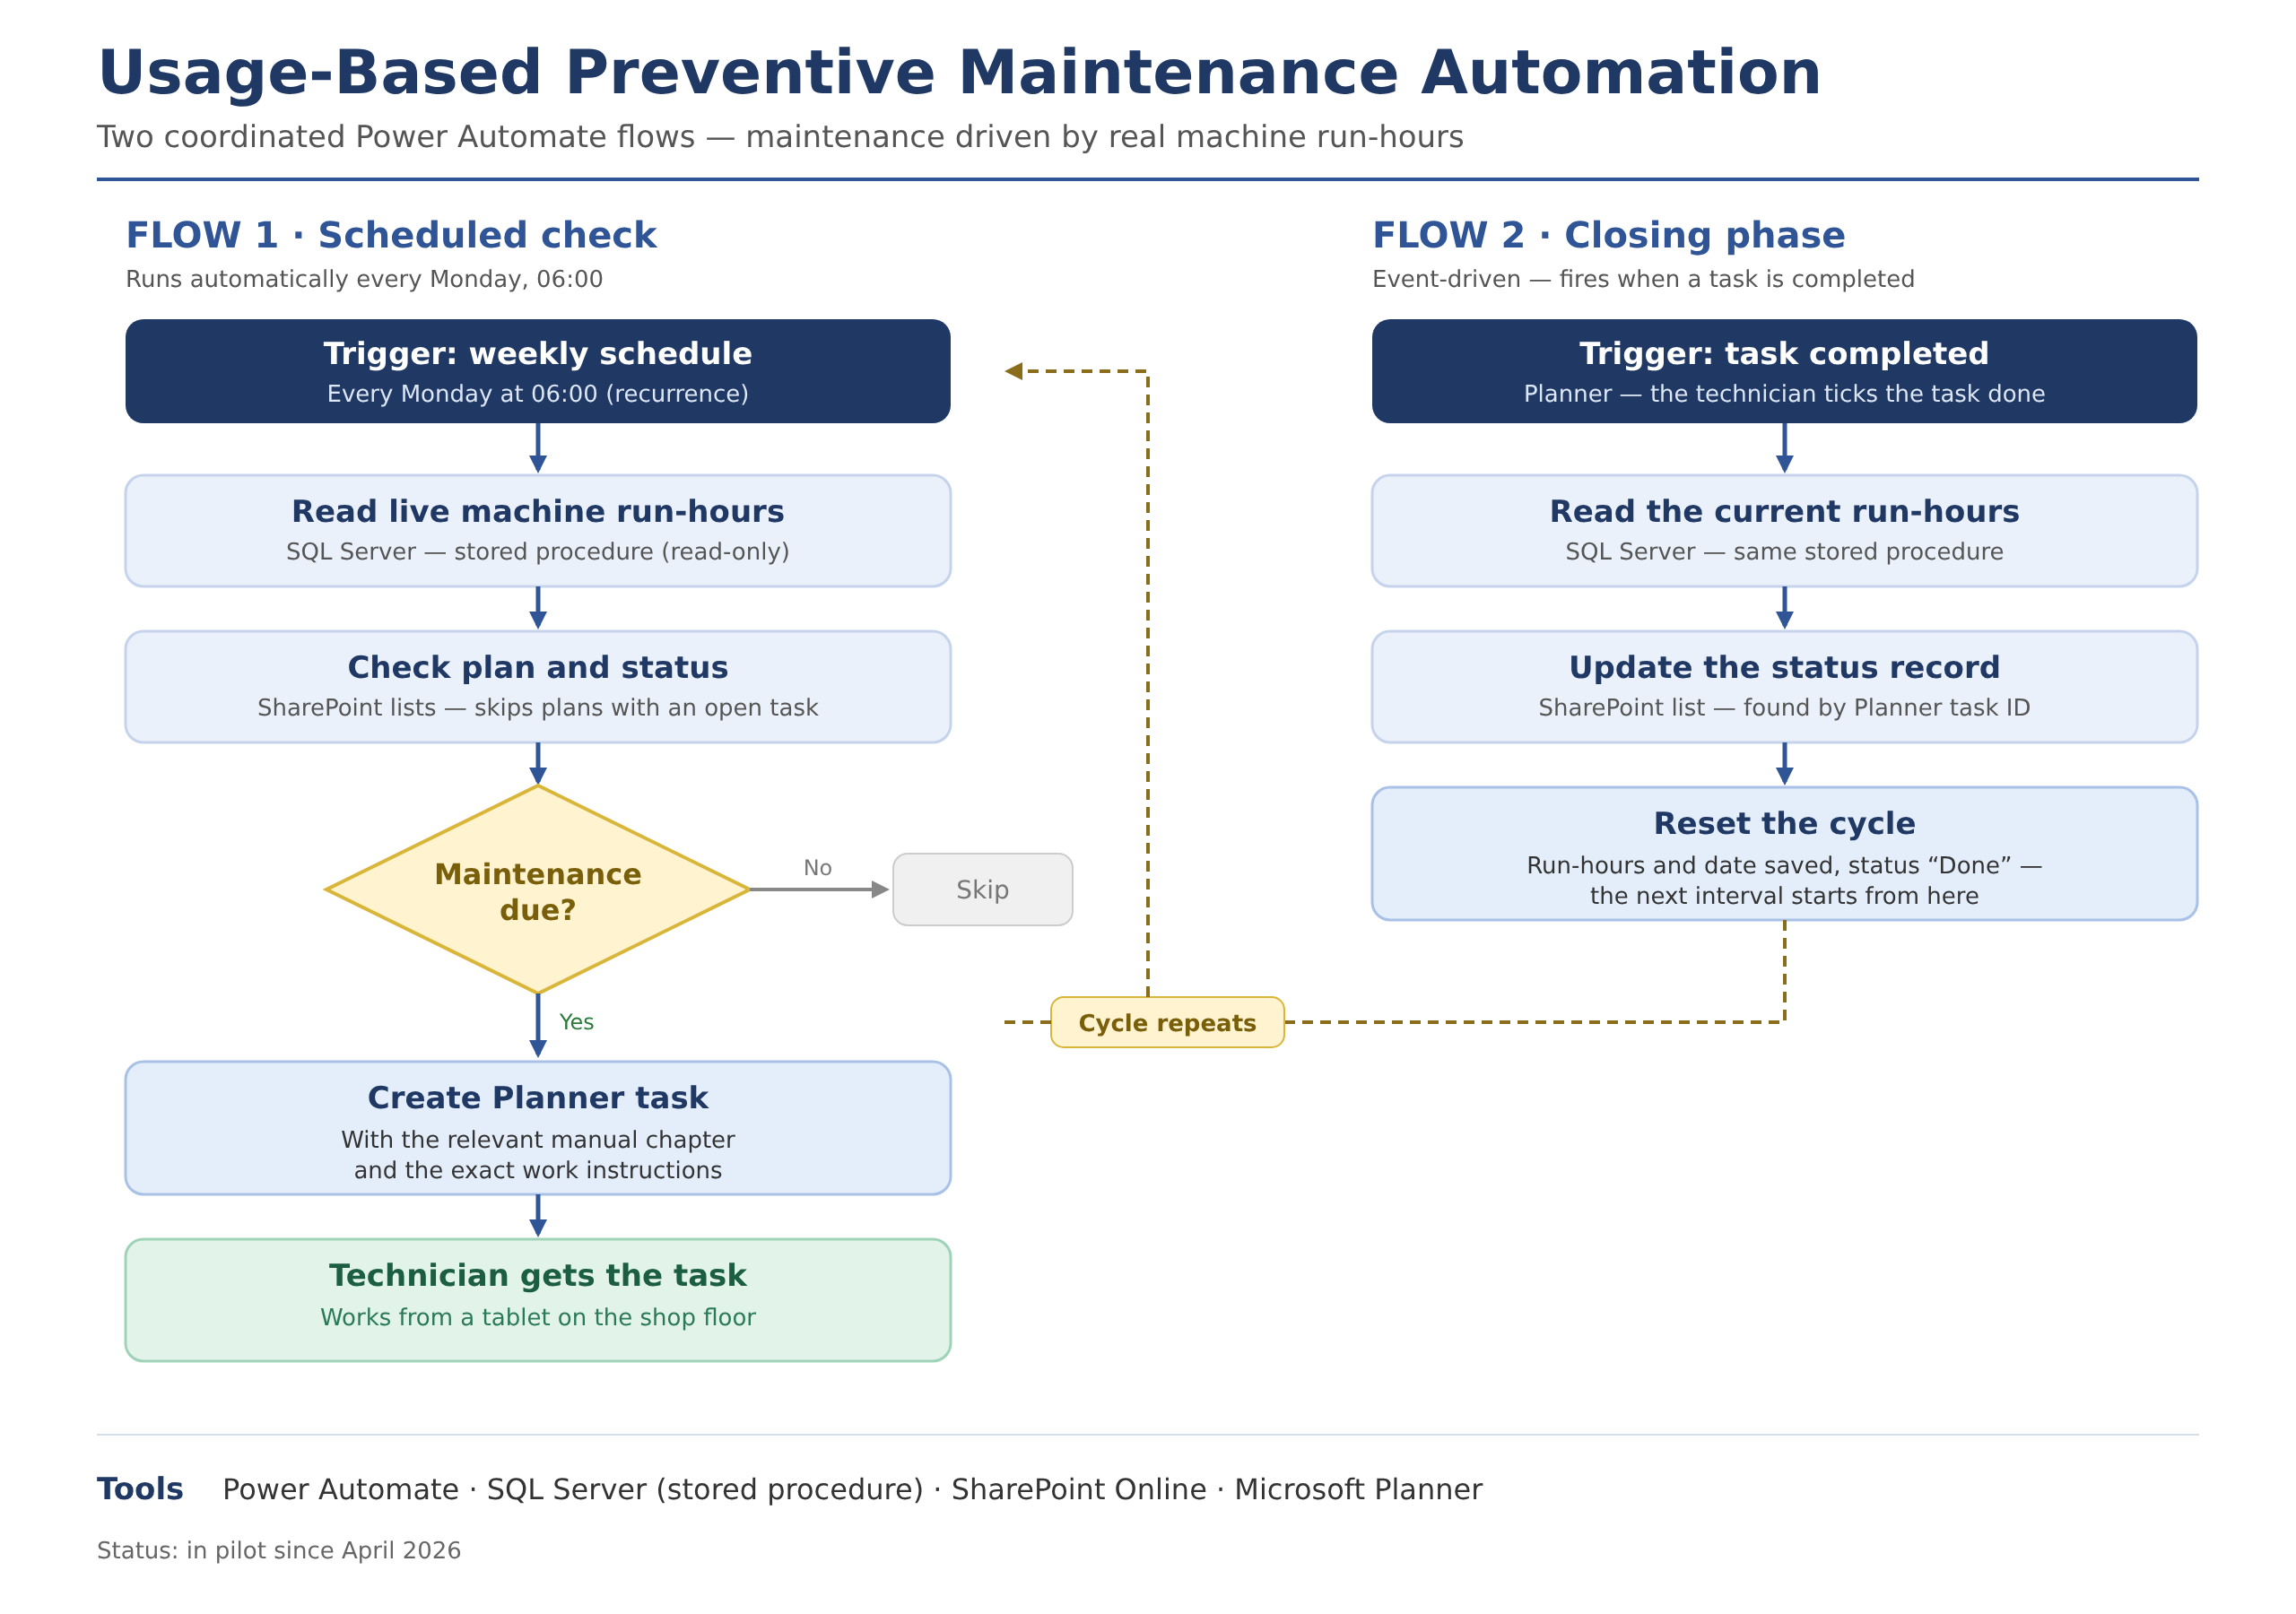 Usage-Based Preventive Maintenance Automation
Two coordinated Power Automate flows — maintenance driven by real machine run-hours
FLOW 1 · Scheduled check
Runs automatically every Monday, 06:00
Trigger: weekly schedule
Every Monday at 06:00 (recurrence)
Read live machine run-hours
SQL Server — stored procedure (read-only)
Check plan and status
SharePoint lists — skips plans with an open task
Maintenance
due?
No
Skip
Yes
Create Planner task
With the relevant manual chapter
and the exact work instructions
Technician gets the task
Works from a tablet on the shop floor
FLOW 2 · Closing phase
Event-driven — fires when a task is completed
Trigger: task completed
Planner — the technician ticks the task done
Read the current run-hours
SQL Server — same stored procedure
Update the status record
SharePoint list — found by Planner task ID
Reset the cycle
Run-hours and date saved, status “Done” —
the next interval starts from here
Cycle repeats
Tools Power Automate · SQL Server (stored procedure) · SharePoint Online · Microsoft Planner
Status: in pilot since April 2026